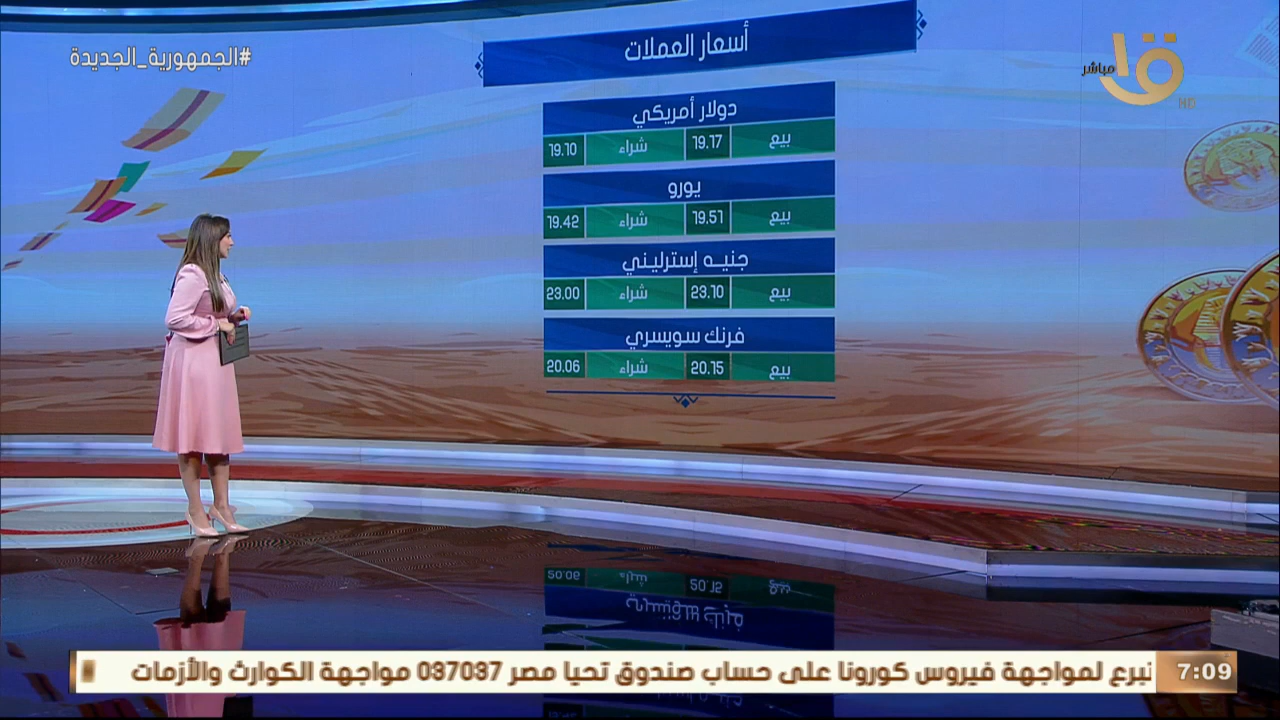 #الجمهورية_الجديدة
أسعار العملات
مباشر
HD
دولار أمريكي
بيع 19.17 شراء 19.10
يورو
بيع 19.51 شراء 19.42
جنيه إسترليني
بيع 23.10 شراء 23.00
فرنك سويسري
بيع 20.15 شراء 20.06
7:09 تبرع لمواجهة فيروس كورونا على حساب صندوق تحيا مصر 037037 مواجهة الكوارث والأزمات